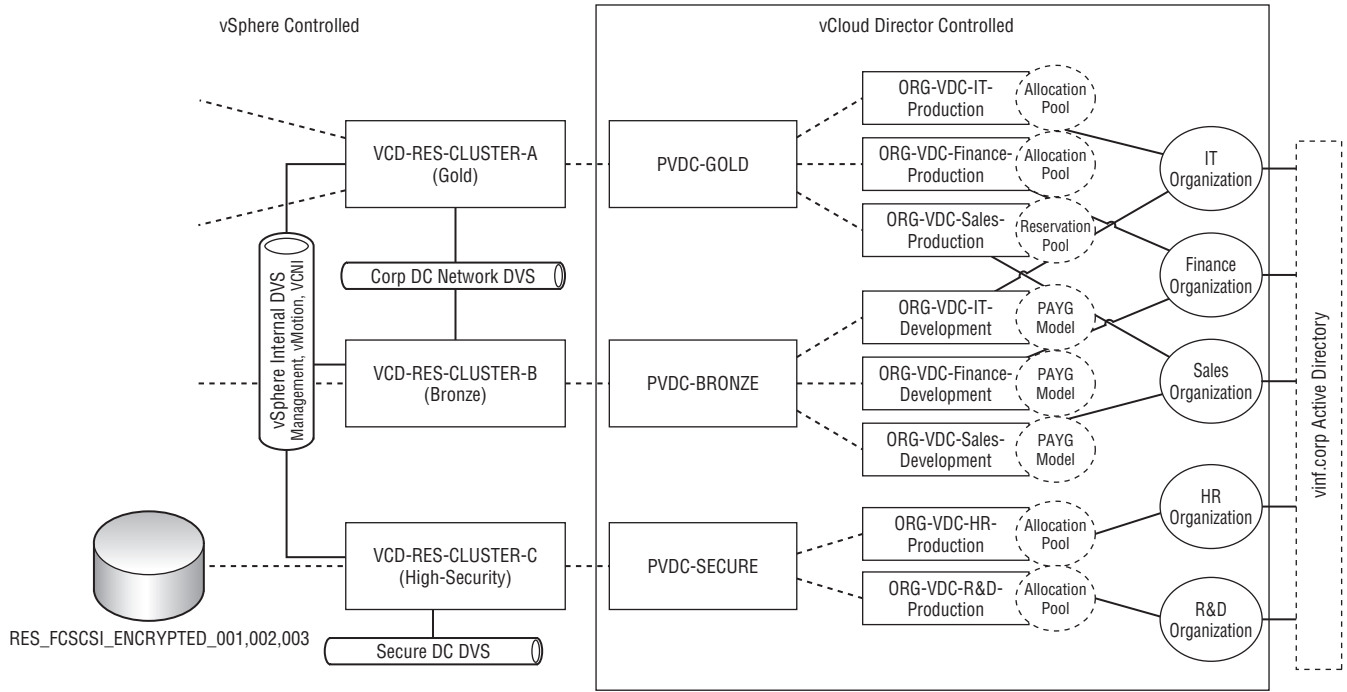 vSphere Controlled
vCloud Director Controlled
VCD-RES-CLUSTER-A
(Gold)
PVDC-GOLD
ORG-VDC-IT-
Production
Allocation
Pool
ORG-VDC-Finance-
Production
Allocation
Pool
ORG-VDC-Sales-
Production
Reservation
Pool
IT
Organization
Finance
Organization
vSphere Internal DVS
Management, vMotion, VCNI
Corp DC Network DVS
VCD-RES-CLUSTER-B
(Bronze)
PVDC-BRONZE
ORG-VDC-IT-
Development
PAYG
Model
ORG-VDC-Finance-
Development
PAYG
Model
ORG-VDC-Sales-
Development
PAYG
Model
Sales
Organization
vinf.corp Active Directory
RES_FCSCSI_ENCRYPTED_001,002,003
VCD-RES-CLUSTER-C
(High-Security)
Secure DC DVS
PVDC-SECURE
ORG-VDC-HR-
Production
Allocation
Pool
ORG-VDC-R&D-
Production
Allocation
Pool
HR
Organization
R&D
Organization